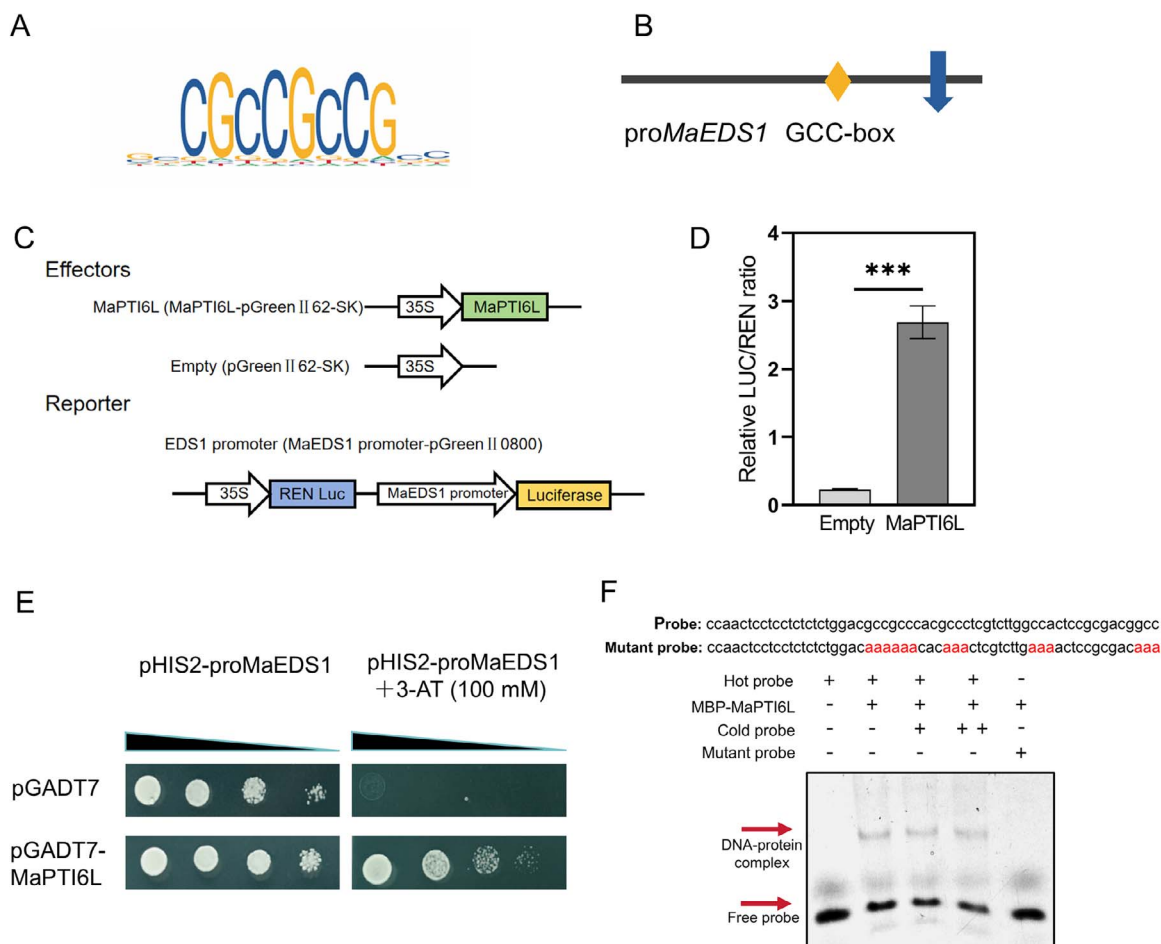 A
CGCCGCCG
B
proMaEDS1 GCC-box
C
Effectors
MaPTI6L (MaPTI6L-pGreen II 62-SK)
35S
MaPTI6L
Empty (pGreen II 62-SK)
35S
Reporter
EDS1 promoter (MaEDS1 promoter-pGreen II 0800)
35S
REN Luc
MaEDS1 promoter
Luciferase
D
Relative LUC/REN ratio
4
3
2
1
0
***
Empty MaPTI6L
E
pHIS2-proMaEDS1
pHIS2-proMaEDS1
+3-AT (100 mM)
pGADT7
pGADT7-
MaPTI6L
F
Probe: ccaactcctcctctctctggacgccgcccacgccctcgtcttggccactccgcgacggcc
Mutant probe: ccaactcctcctctctctggacaaaaaacacaaactcgtcttgaaaactccgcgacaaa
Hot probe + + + + -
MBP-MaPTI6L - + + + +
Cold probe - - + + + -
Mutant probe - - - - +
DNA-protein
complex
Free probe